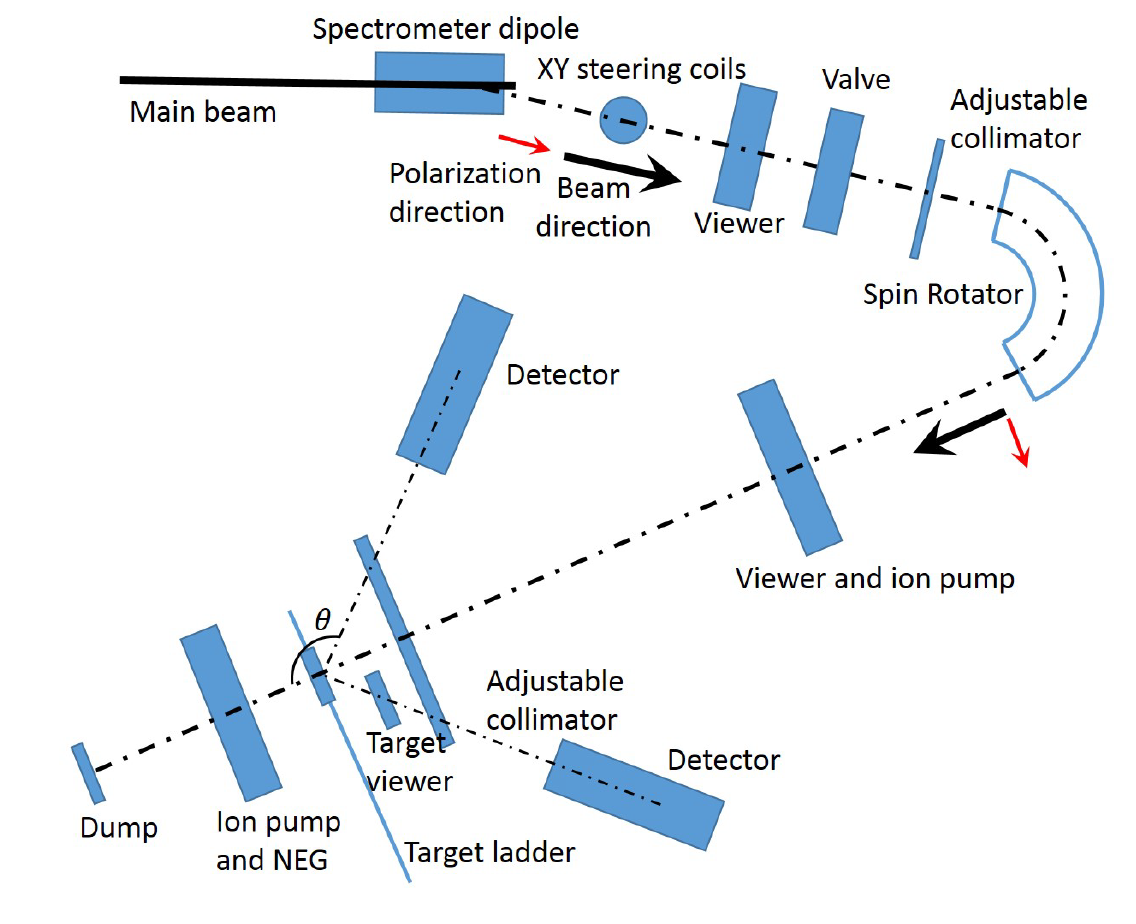 Spectrometer dipole
XY steering coils
Valve
Adjustable
collimator
Main beam
Polarization
direction
Beam
direction
Viewer
Spin Rotator
Detector
Viewer and ion pump
θ
Adjustable
collimator
Target
viewer
Detector
Dump
Ion pump
and NEG
Target ladder